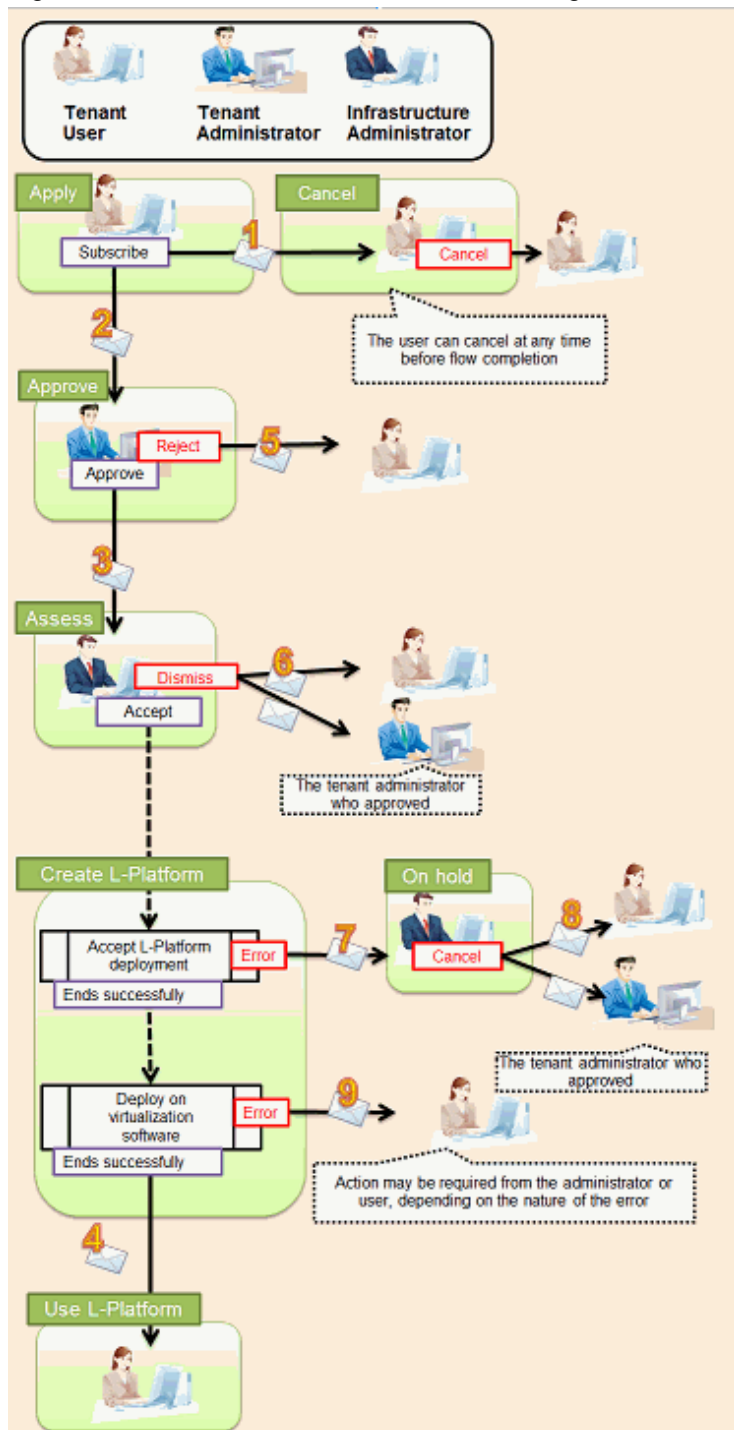 Tenant
User
Tenant
Administrator
Infrastructure
Administrator
Apply
Cancel
Subscribe
1
Cancel
2
The user can cancel at any time
before flow completion
Approve
Reject
5
Approve
3
Assess
Dismiss
6
Accept
The tenant administrator
who approved
Create L-Platform
On hold
Accept L-Platform
deployment
Error
7
Cancel
8
Ends successfully
The tenant administrator who
approved
Deploy on
virtualization
software
Error
9
Ends successfully
Action may be required from the administrator or
user, depending on the nature of the error
4
Use L-Platform